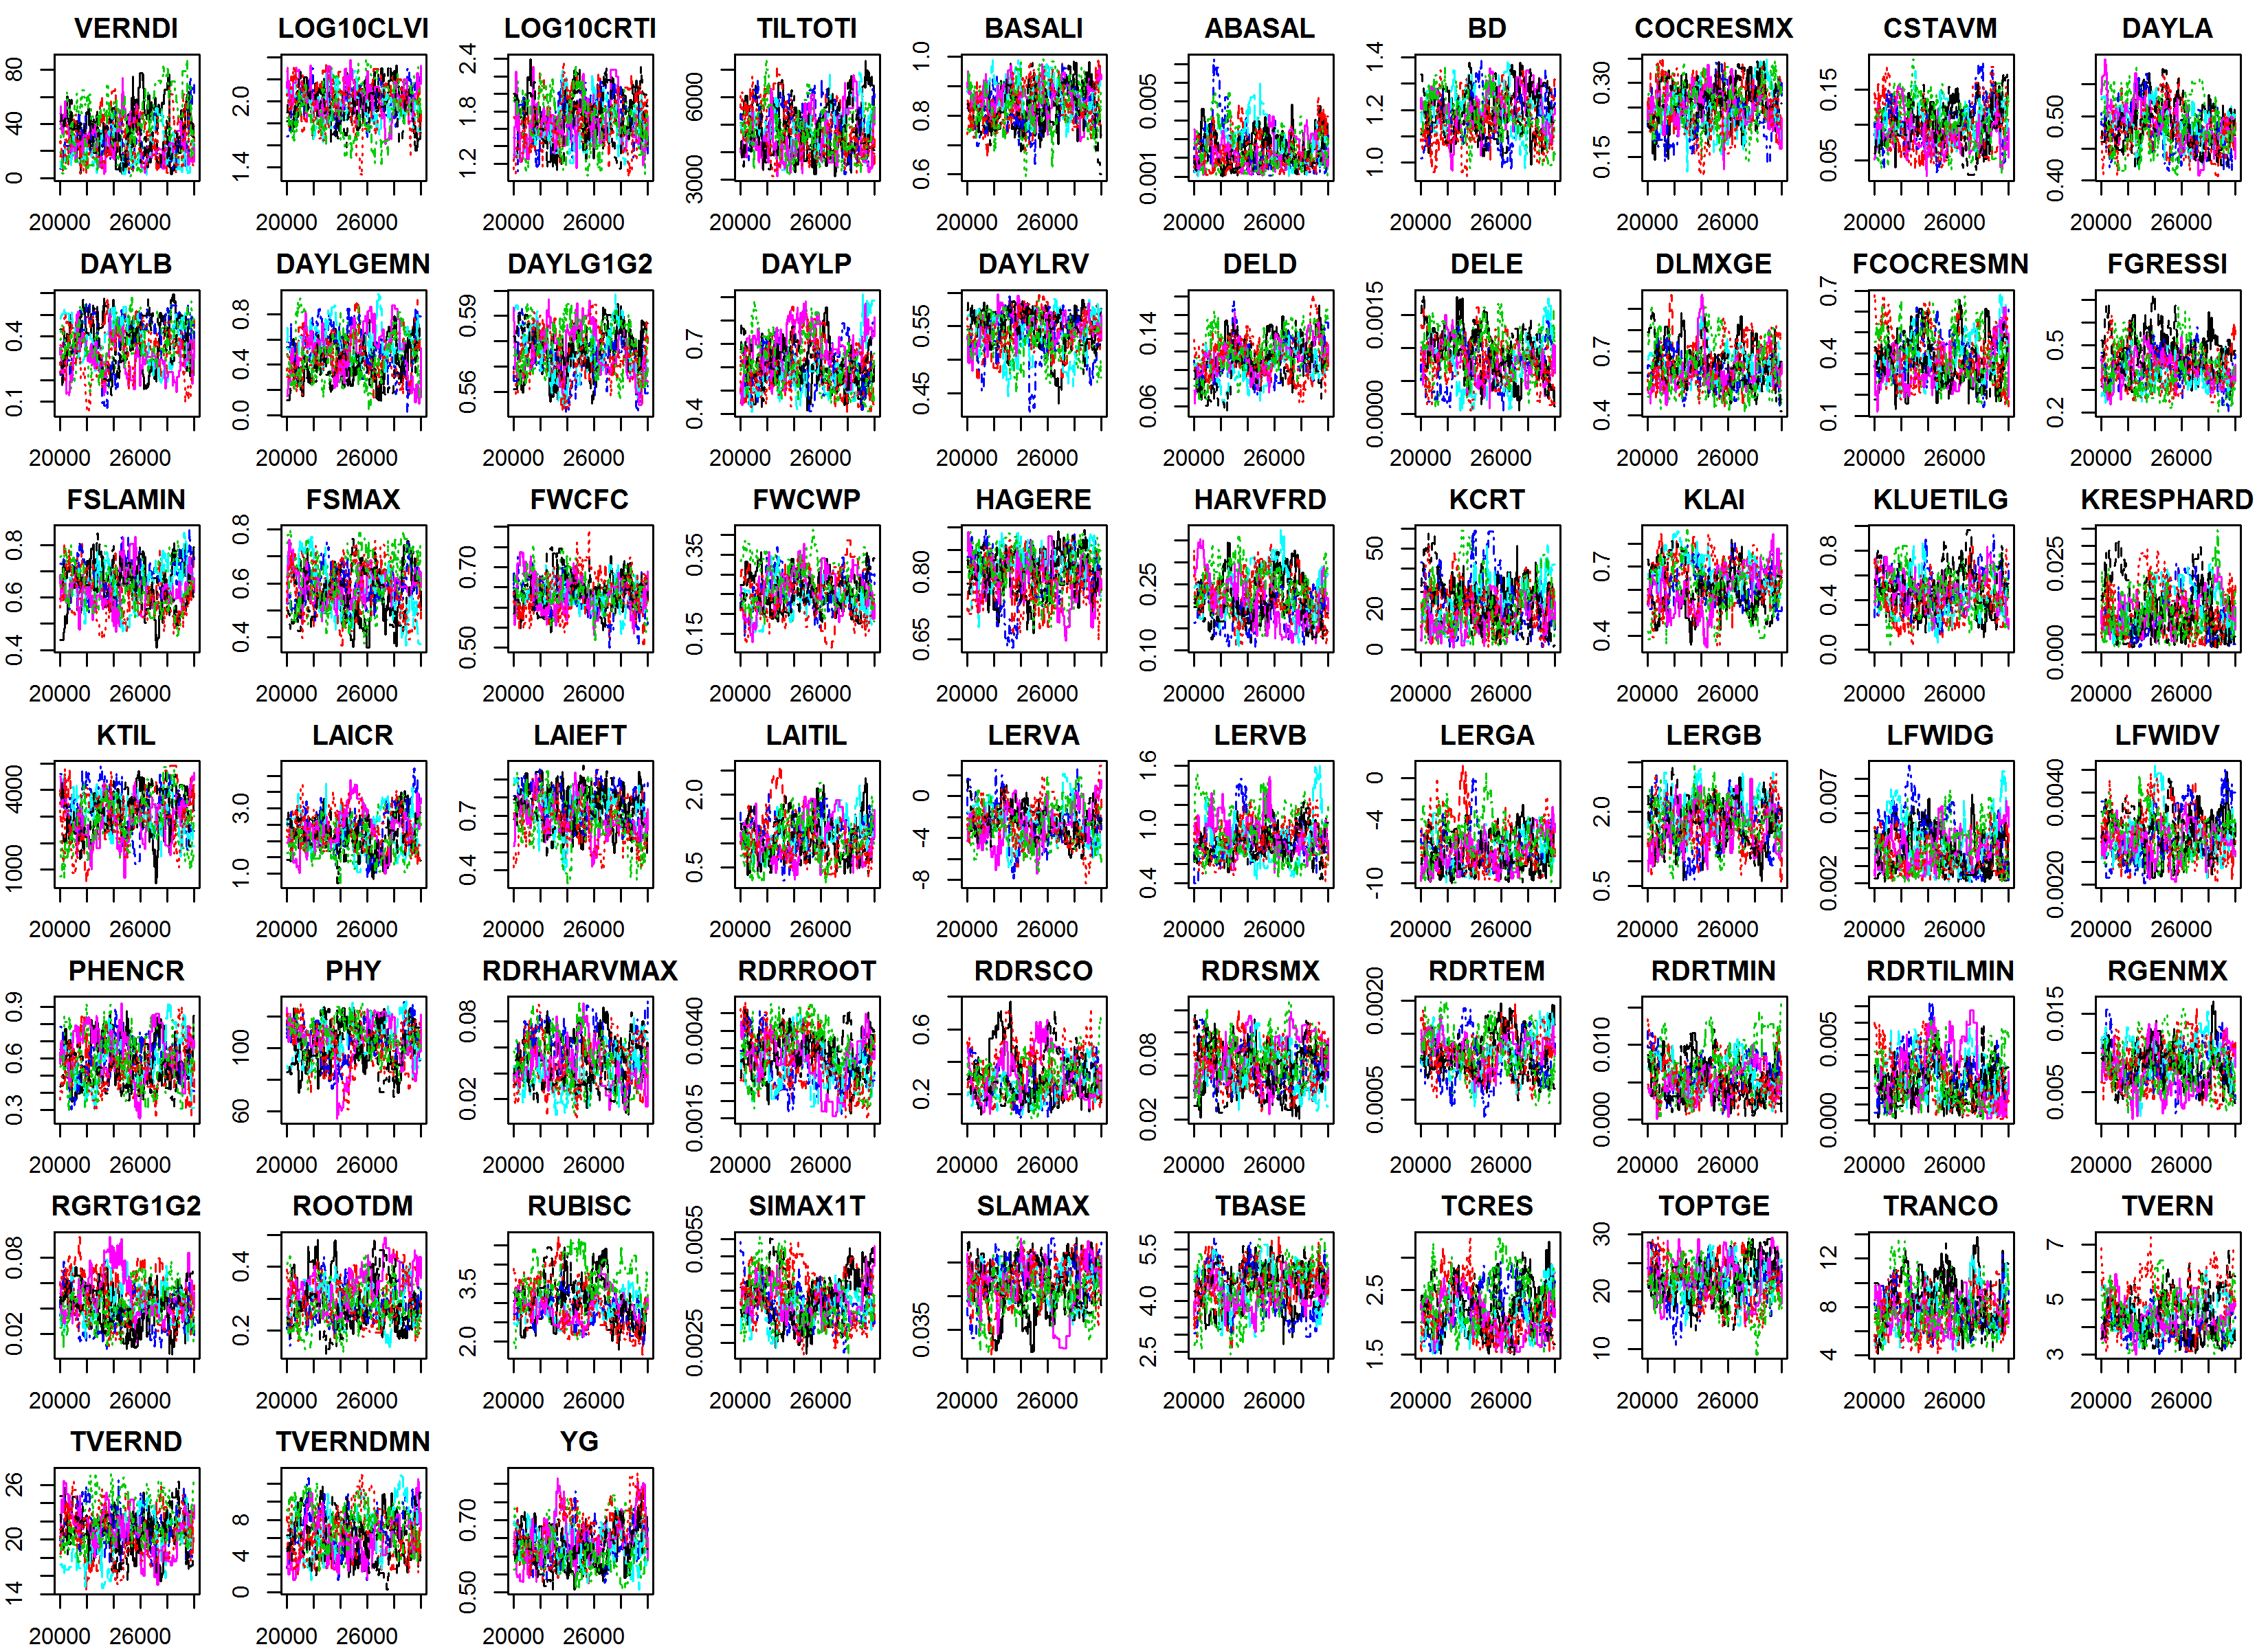 VERNDI LOG10CLVI LOG10CRTI TILTOTI BASALI ABASAL BD COCRESMX CSTAVM DAYLA
0 40 80 1.4 2.0 1.2 1.8 2.4 3000 6000 0.6 0.8 1.0 0.001 0.005 1.0 1.2 1.4 0.15 0.30 0.05 0.15 0.40 0.50
20000 26000 20000 26000 20000 26000 20000 26000 20000 26000 20000 26000 20000 26000 20000 26000 20000 26000 20000 26000
DAYLB DAYLGEMN DAYLG1G2 DAYLP DAYLRV DELD DELE DLMXGE FCOCRESMN FGRESSI
0.1 0.4 0.0 0.4 0.8 0.56 0.59 0.4 0.7 0.45 0.55 0.06 0.14 0.0000 0.0015 0.4 0.7 0.1 0.4 0.7 0.2 0.5
20000 26000 20000 26000 20000 26000 20000 26000 20000 26000 20000 26000 20000 26000 20000 26000 20000 26000 20000 26000
FSLAMIN FSMAX FWCFC FWCWP HAGERE HARVFRD KCRT KLAI KLUETILG KRESPHARD
0.4 0.6 0.8 0.4 0.6 0.8 0.50 0.70 0.15 0.35 0.65 0.80 0.10 0.25 0 20 50 0.4 0.7 0.0 0.4 0.8 0.000 0.025
20000 26000 20000 26000 20000 26000 20000 26000 20000 26000 20000 26000 20000 26000 20000 26000 20000 26000 20000 26000
KTIL LAICR LAIEFT LAITIL LERVA LERVB LERGA LERGB LFWIDG LFWIDV
1000 4000 1.0 3.0 0.4 0.7 0.5 2.0 -8 -4 0 0.4 1.0 1.6 -10 -4 0 0.5 2.0 0.002 0.007 0.0020 0.0040
20000 26000 20000 26000 20000 26000 20000 26000 20000 26000 20000 26000 20000 26000 20000 26000 20000 26000 20000 26000
PHENCR PHY RDRHARVMAX RDRROOT RDRSCO RDRSMX RDRTEM RDRTMIN RDRTILMIN RGENMX
0.3 0.6 0.9 60 100 0.02 0.08 0.0015 0.0040 0.2 0.6 0.02 0.08 0.0005 0.0020 0.000 0.010 0.000 0.005 0.005 0.015
20000 26000 20000 26000 20000 26000 20000 26000 20000 26000 20000 26000 20000 26000 20000 26000 20000 26000 20000 26000
RGRTG1G2 ROOTDM RUBISC SIMAX1T SLAMAX TBASE TCRES TOPTGE TRANCO TVERN
0.02 0.08 0.2 0.4 2.0 3.5 0.0025 0.0055 0.035 2.5 4.0 5.5 1.5 2.5 10 20 30 4 8 12 3 5 7
20000 26000 20000 26000 20000 26000 20000 26000 20000 26000 20000 26000 20000 26000 20000 26000 20000 26000 20000 26000
TVERND TVERNDMN YG
14 20 26 0 4 8 0.50 0.70
20000 26000 20000 26000 20000 26000